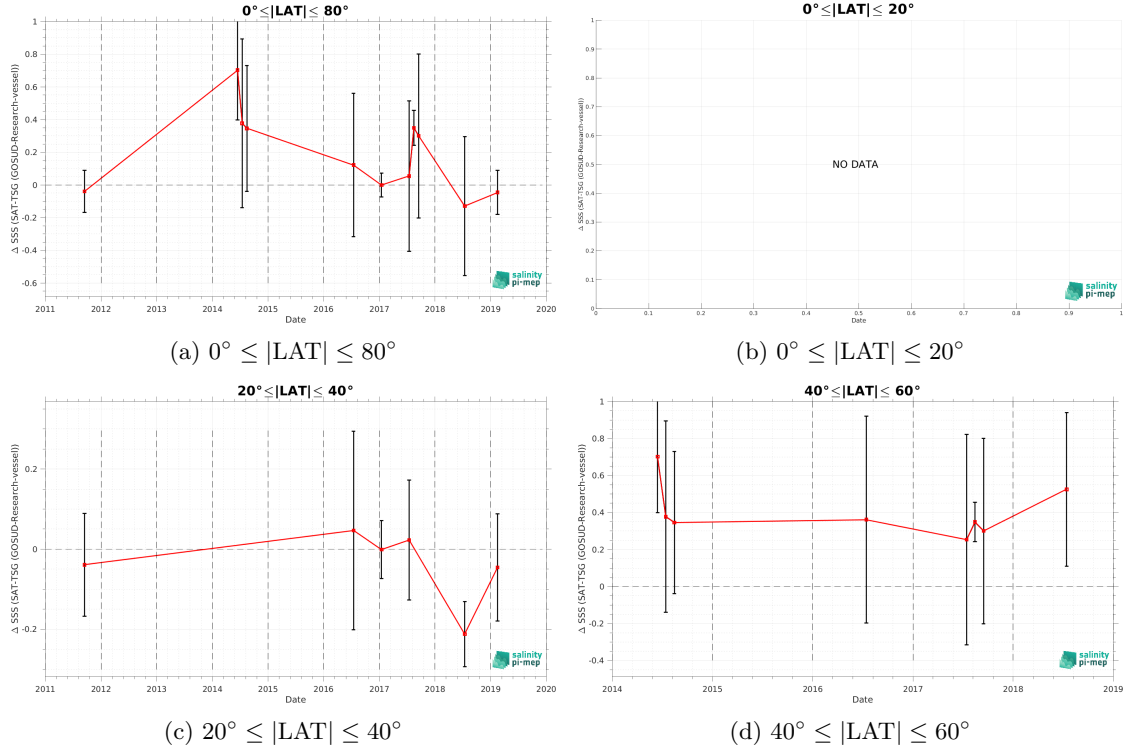 0°≤|LAT|≤ 80°
Δ SSS (SAT-TSG (GOSUD-Research-vessel))
1
0.8
0.6
0.4
0.2
0
-0.2
-0.4
-0.6
2011 2012 2013 2014 2015 2016 2017 2018 2019 2020
Date
salinity
pi-mep
(a) 0° ≤ |LAT| ≤ 80°
0°≤|LAT|≤ 20°
Δ SSS (SAT-TSG (GOSUD-Research-vessel))
1
0.9
0.8
0.7
0.6
0.5
0.4
0.3
0.2
0.1
0
NO DATA
0 0.1 0.2 0.3 0.4 0.5 0.6 0.7 0.8 0.9 1
Date
salinity
pi-mep
(b) 0° ≤ |LAT| ≤ 20°
20°≤|LAT|≤ 40°
Δ SSS (SAT-TSG (GOSUD-Research-vessel))
0.2
0
-0.2
2011 2012 2013 2014 2015 2016 2017 2018 2019 2020
Date
salinity
pi-mep
(c) 20° ≤ |LAT| ≤ 40°
40°≤|LAT|≤ 60°
Δ SSS (SAT-TSG (GOSUD-Research-vessel))
1
0.8
0.6
0.4
0.2
0
-0.2
-0.4
2014 2015 2016 2017 2018 2019
Date
salinity
pi-mep
(d) 40° ≤ |LAT| ≤ 60°